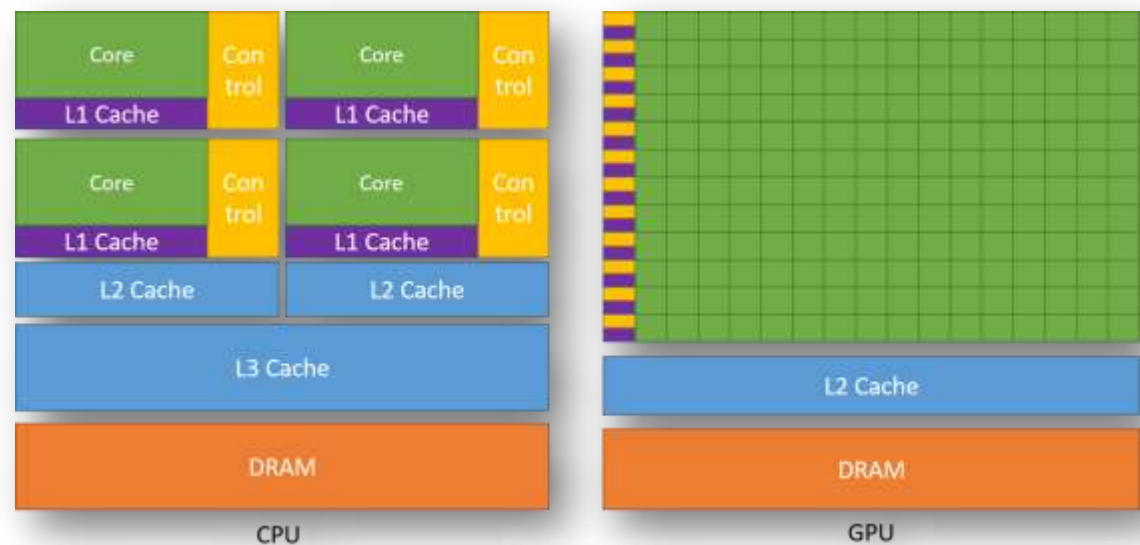 Core
Con
trol
Core
Con
trol
L1 Cache
L1 Cache
Core
Con
trol
Core
Con
trol
L1 Cache
L1 Cache
L2 Cache
L2 Cache
L3 Cache
DRAM
CPU
L2 Cache
DRAM
GPU